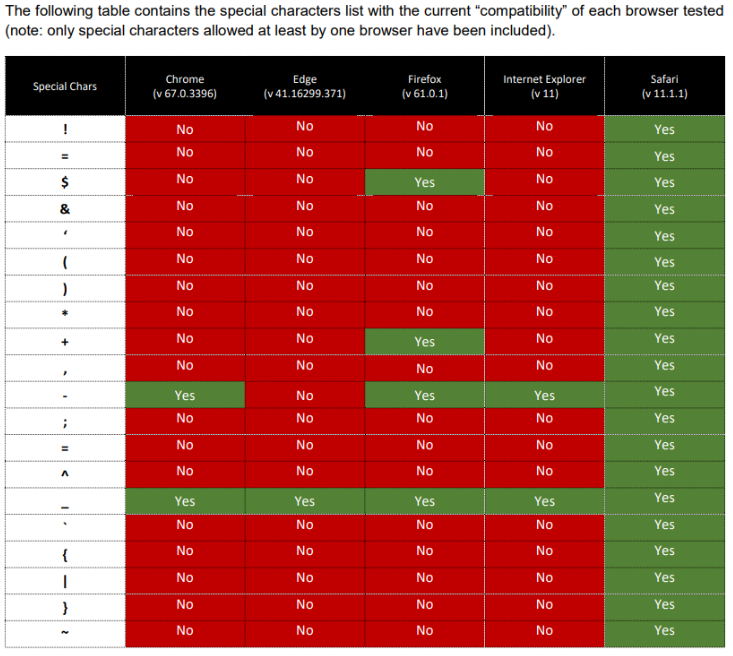 The following table contains the special characters list with the current “compatibility” of each browser tested
(note: only special characters allowed at least by one browser have been included).
Special Chars Chrome (v 67.0.3396) Edge (v 41.16299.371) Firefox (v 61.0.1) Internet Explorer (v 11) Safari (v 11.1.1)
! No No No No Yes
= No No No No Yes
$ No No Yes No Yes
& No No No No Yes
‘ No No No No Yes
( No No No No Yes
) No No No No Yes
* No No No No Yes
+ No No Yes No Yes
, No No No No Yes
- Yes No Yes Yes Yes
; No No No No Yes
= No No No No Yes
^ No No No No Yes
_ Yes Yes Yes Yes Yes
` No No No No Yes
{ No No No No Yes
| No No No No Yes
} No No No No Yes
~ No No No No Yes